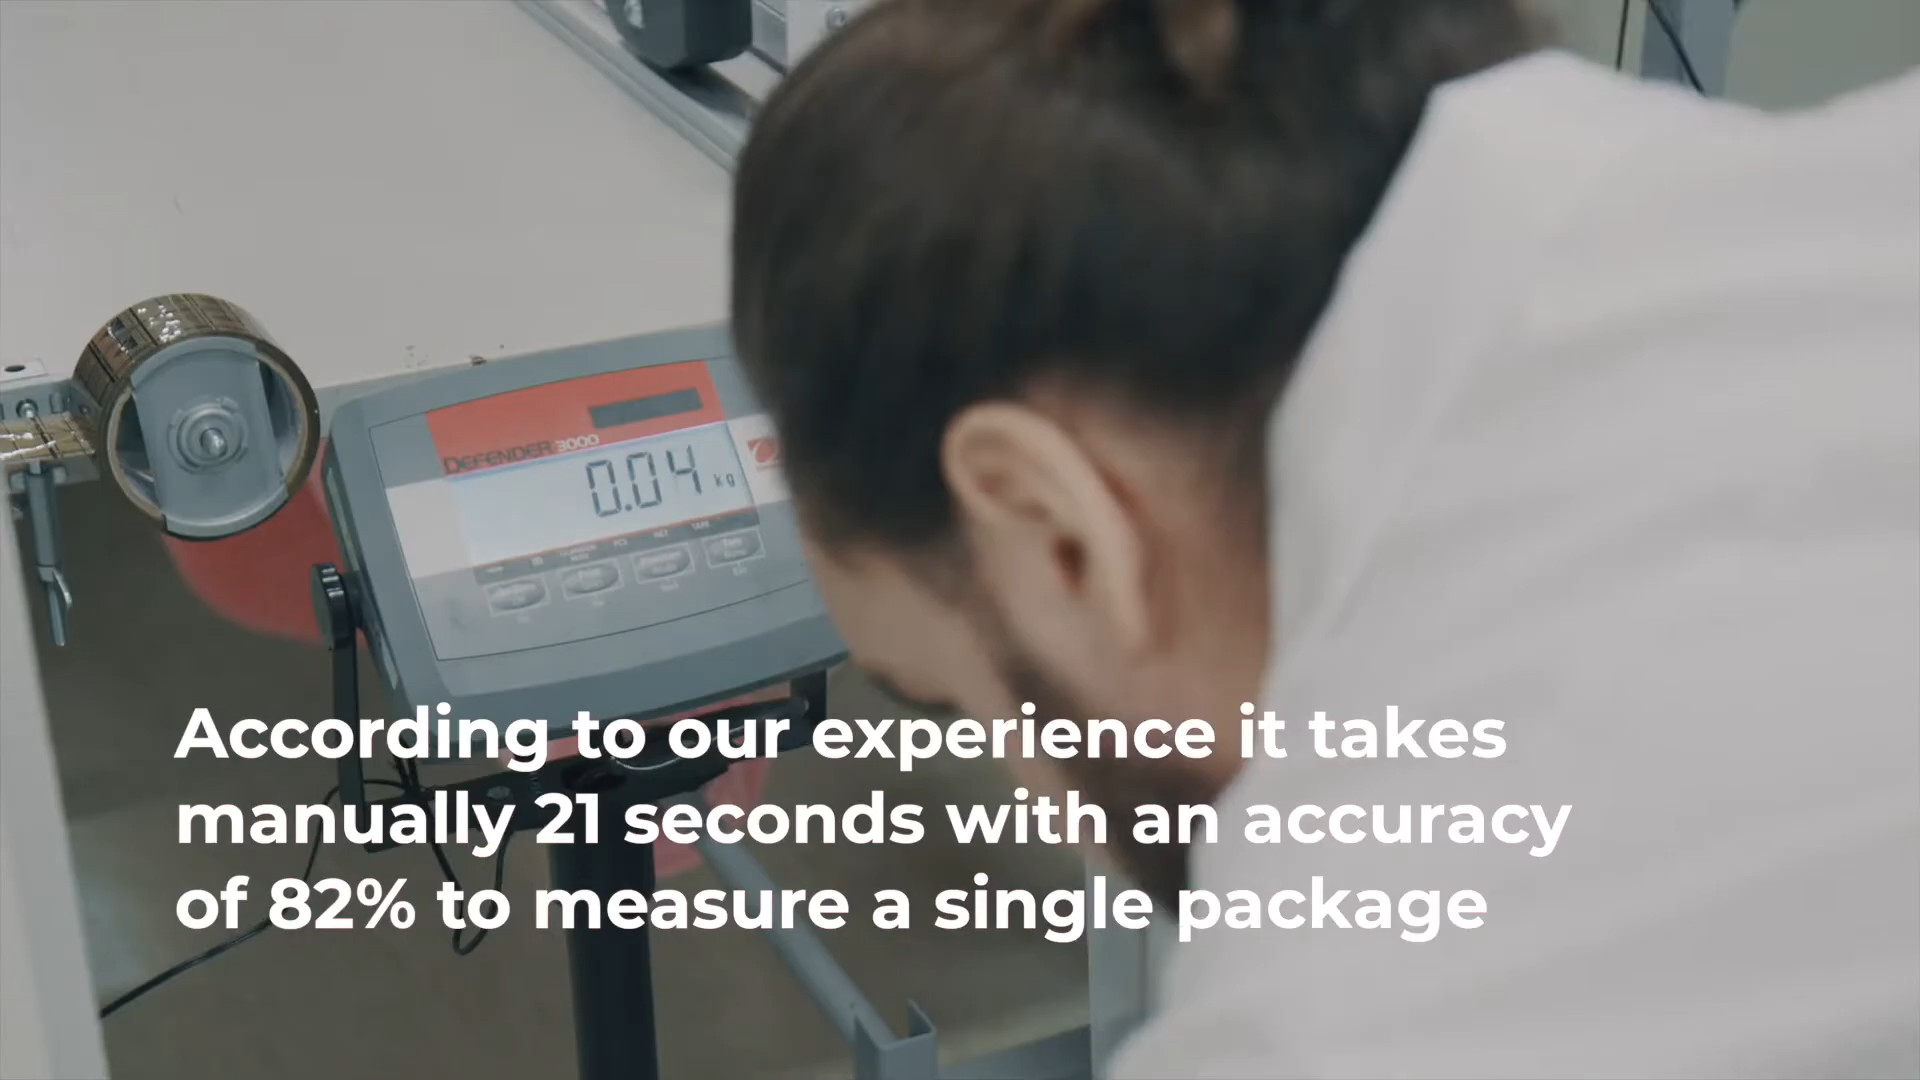 DEFENDER 3000
0.04 kg
According to our experience it takes
manually 21 seconds with an accuracy
of 82% to measure a single package